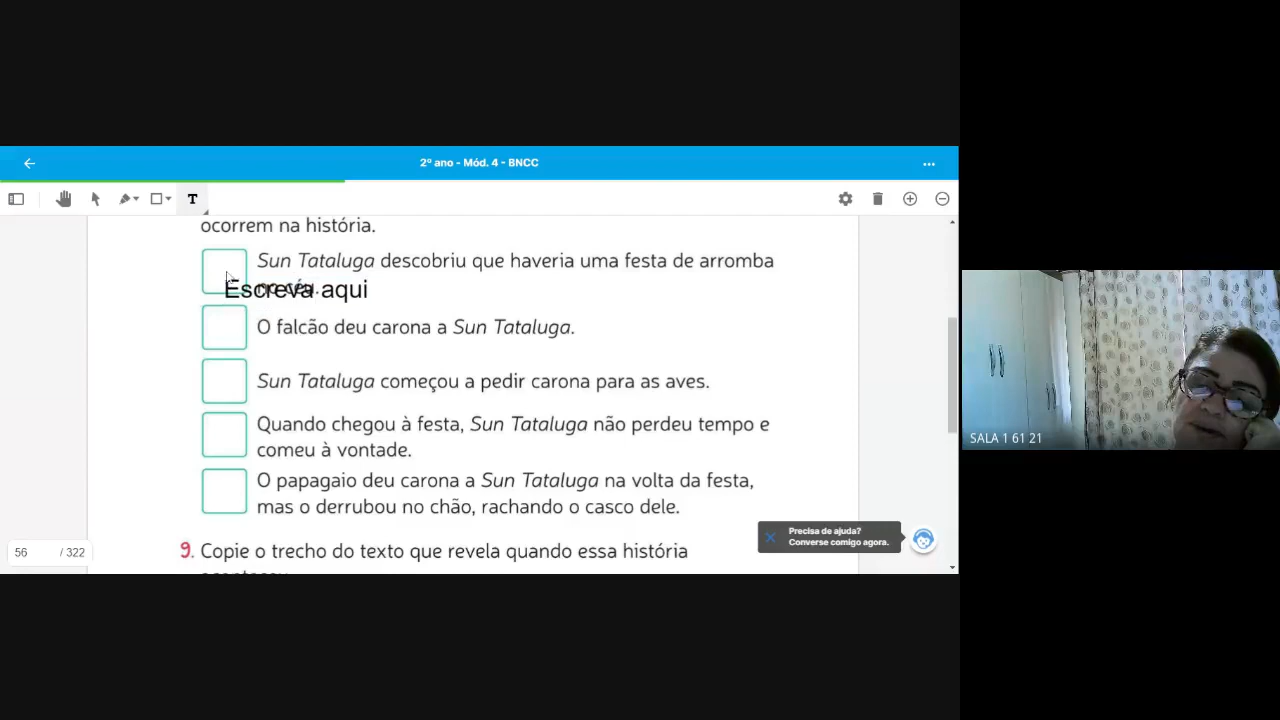 2º ano - Mód. 4 - BNCC
T
ocorrem na história.
Sun Tataluga descobriu que haveria uma festa de arromba
no céu.
Escreva aqui
O falcão deu carona a Sun Tataluga.
Sun Tataluga começou a pedir carona para as aves.
Quando chegou à festa, Sun Tataluga não perdeu tempo e
comeu à vontade.
O papagaio deu carona a Sun Tataluga na volta da festa,
mas o derrubou no chão, rachando o casco dele.
9. Copie o trecho do texto que revela quando essa história
Precisa de ajuda?
Converse comigo agora.
56 / 322
SALA 1 61 21